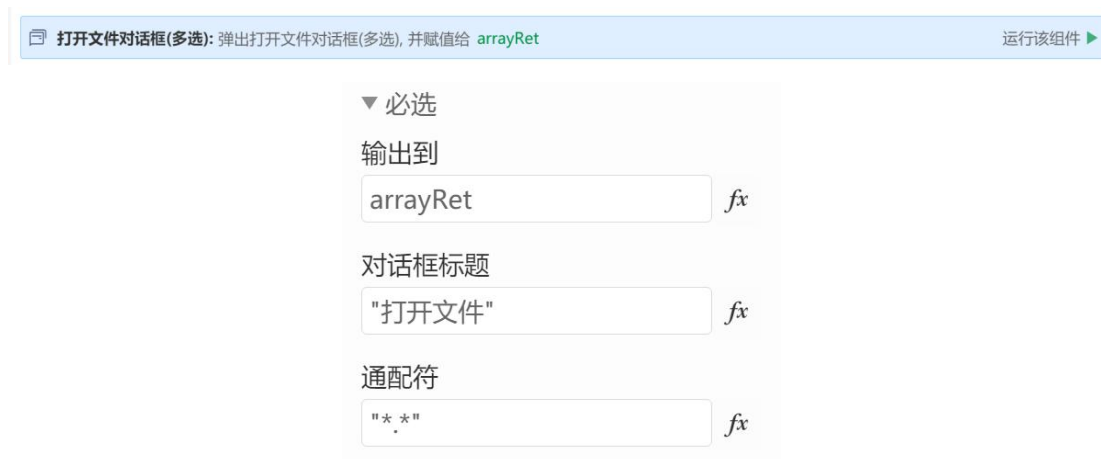 打开文件对话框(多选): 弹出打开文件对话框(多选), 并赋值给 arrayRet 运行该组件
必选
输出到
arrayRet fx
对话框标题
"打开文件" fx
通配符
"*.*" fx